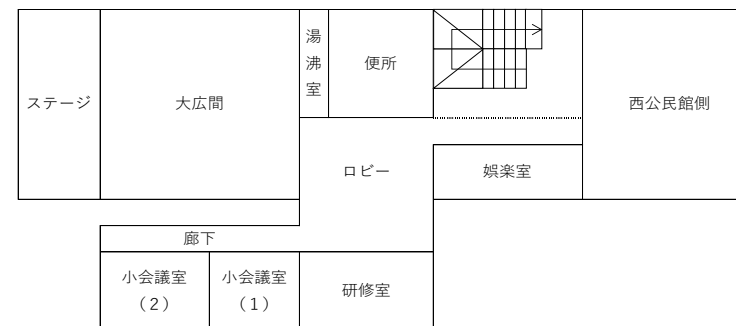 湯沸室
便所
ステージ
大広間
西公民館側
ロビー
娯楽室
廊下
小会議室
（２）
小会議室
（１）
研修室